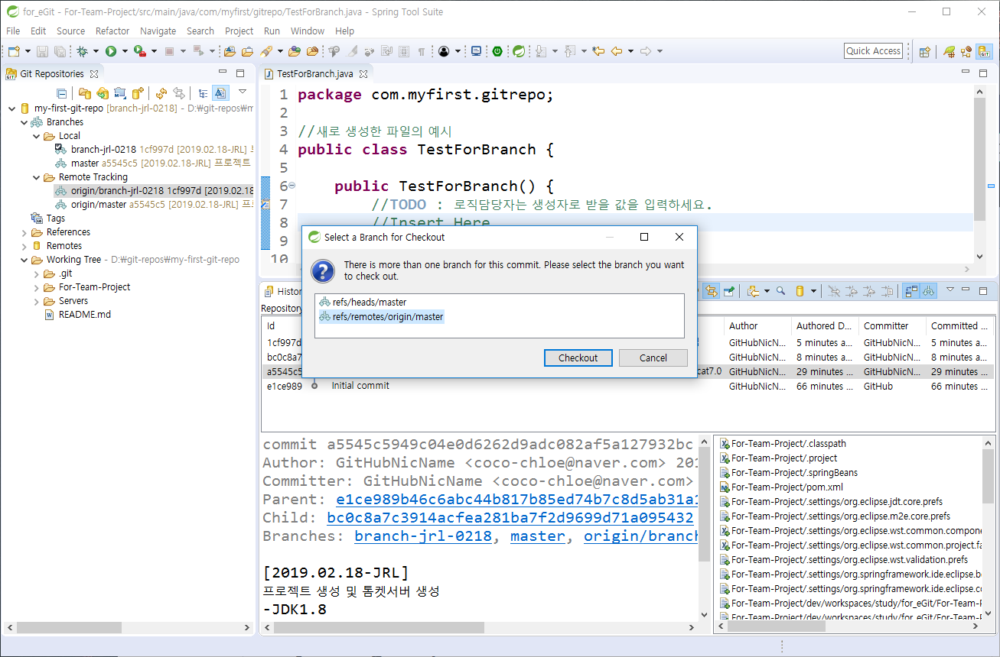 for_eGit - For-Team-Project/src/main/java/com/myfirst/gitrepo/TestForBranch.java - Spring Tool Suite
File Edit Source Refactor Navigate Search Project Run Window Help
Quick Access
Git Repositories
my-first-git-repo [branch-jrl-0218] - D:₩git-repos₩m
Branches
Local
branch-jrl-0218 1cf997d [2019.02.18-JRL]
master a5545c5 [2019.02.18-JRL] 프로젝트
Remote Tracking
origin/branch-jrl-0218 1cf997d [2019.02.18
origin/master a5545c5 [2019.02.18-JRL] 프
Tags
References
Remotes
Working Tree - D:₩git-repos₩my-first-git-repo
.git
For-Team-Project
Servers
README.md
TestForBranch.java
1 package com.myfirst.gitrepo;
2
3 //새로 생성한 파일의 예시
4 public class TestForBranch {
5
6 public TestForBranch() {
7 //TODO : 로직담당자는 생성자로 받을 값을 입력하세요.
8 //Insert Here
9
10
Select a Branch for Checkout
There is more than one branch for this commit. Please select the branch you want
to check out.
refs/heads/master
refs/remotes/origin/master
Checkout Cancel
Histor
Repository
Id Author Authored D... Committer Committed ...
1cf997d GitHubNicN... 5 minutes a... GitHubNicN... 5 minutes a...
bc0c8a7 GitHubNicN... 8 minutes a... GitHubNicN... 8 minutes a...
a5545c5 cat7.0 GitHubNicN... 29 minutes ... GitHubNicN... 29 minutes ...
e1ce989 Initial commit GitHubNicN... 66 minutes ... GitHub 66 minutes ...
commit a5545c5949c04e0d6262d9adc082af5a127932bc
Author: GitHubNicName <coco-chloe@naver.com> 201
Committer: GitHubNicName <coco-chloe@naver.com>
Parent: e1ce989b46c6abc44b817b85ed74b7c8d5ab31a1
Child: bc0c8a7c3914acfea281ba7f2d9699d71a095432
Branches: branch-jrl-0218, master, origin/branch
[2019.02.18-JRL]
프로젝트 생성 및 톰켓서버 생성
-JDK1.8
For-Team-Project/.classpath
For-Team-Project/.project
For-Team-Project/.springBeans
For-Team-Project/pom.xml
For-Team-Project/.settings/org.eclipse.jdt.core.prefs
For-Team-Project/.settings/org.eclipse.m2e.core.prefs
For-Team-Project/.settings/org.eclipse.wst.common.compone
For-Team-Project/.settings/org.eclipse.wst.common.project.fa
For-Team-Project/.settings/org.eclipse.wst.validation.prefs
For-Team-Project/.settings/org.springframework.ide.eclipse.b
For-Team-Project/.settings/org.springframework.ide.eclipse.co
For-Team-Project/dev/workspaces/study/for_eGit/For-Team-F
For-Team-Project/dev/workspaces/study/for_eGit/For-Team-F